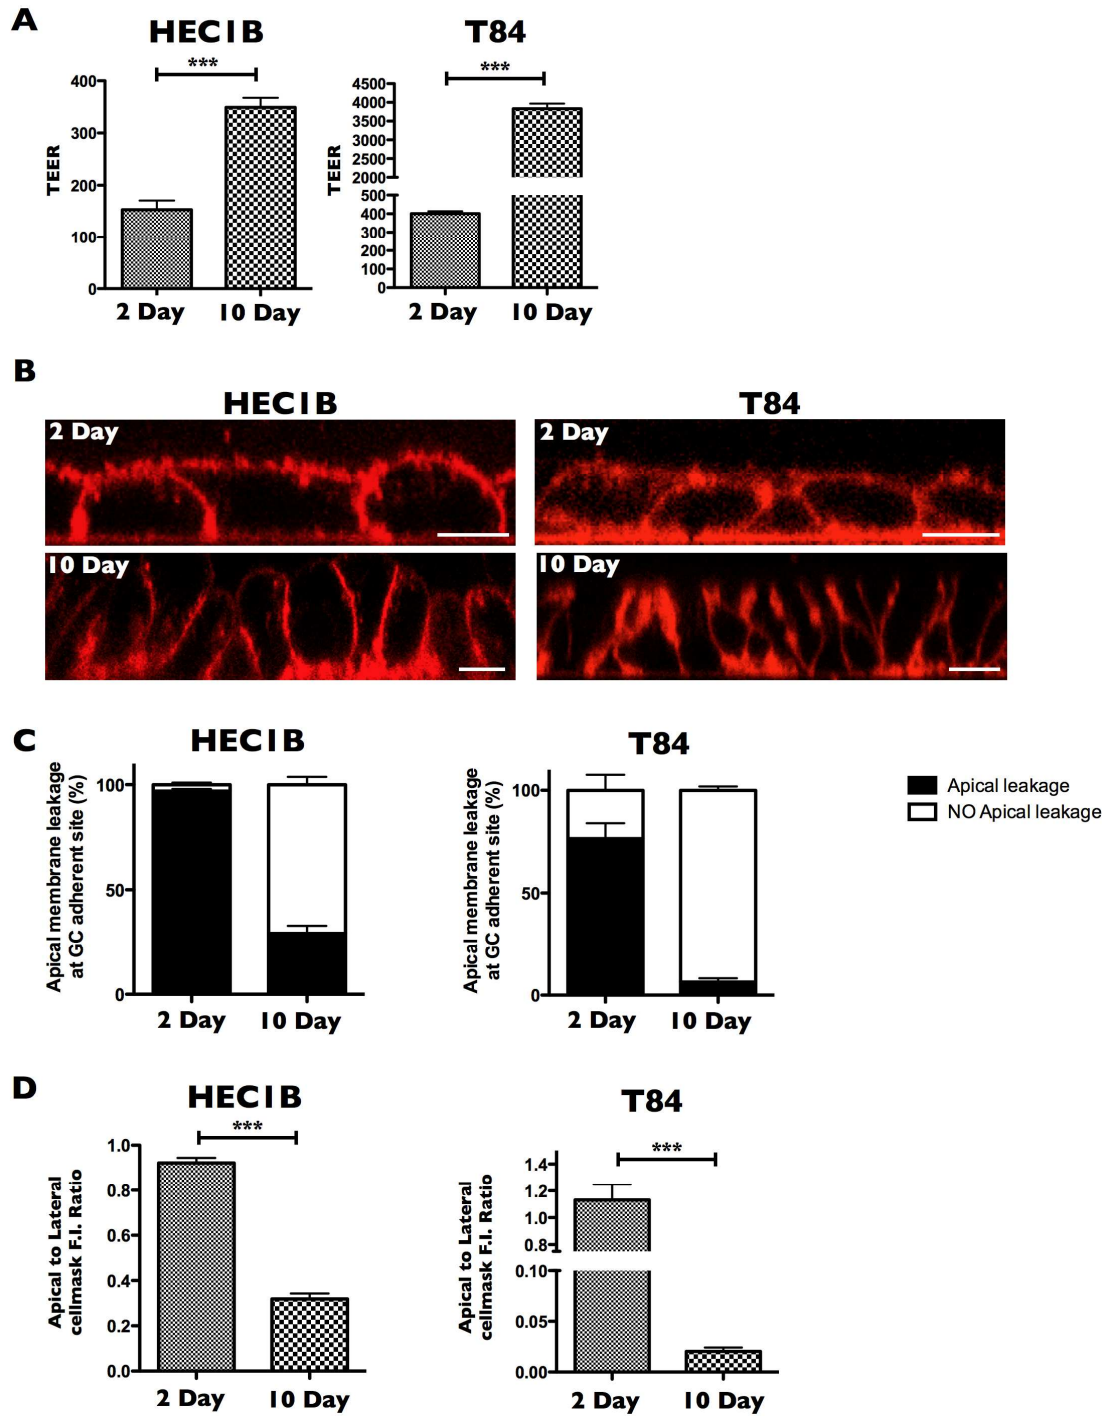 A
HEC1B
T84
***
***
TEER
400
300
200
100
0
2 Day
10 Day
TEER
4500
4000
3500
3000
2500
2000
500
400
300
200
100
0
2 Day
10 Day
B
HEC1B
T84
2 Day
2 Day
10 Day
10 Day
C
HEC1B
T84
Apical membrane leakage
at GC adherent site (%)
100
50
0
2 Day
10 Day
Apical membrane leakage
at GC adherent site (%)
100
50
0
2 Day
10 Day
Apical leakage
NO Apical leakage
D
HEC1B
T84
***
***
Apical to Lateral
cellmask F.I. Ratio
1.0
0.8
0.6
0.4
0.2
0.0
2 Day
10 Day
Apical to Lateral
cellmask F.I. Ratio
1.4
1.2
1.0
0.8
0.10
0.05
0.00
2 Day
10 Day